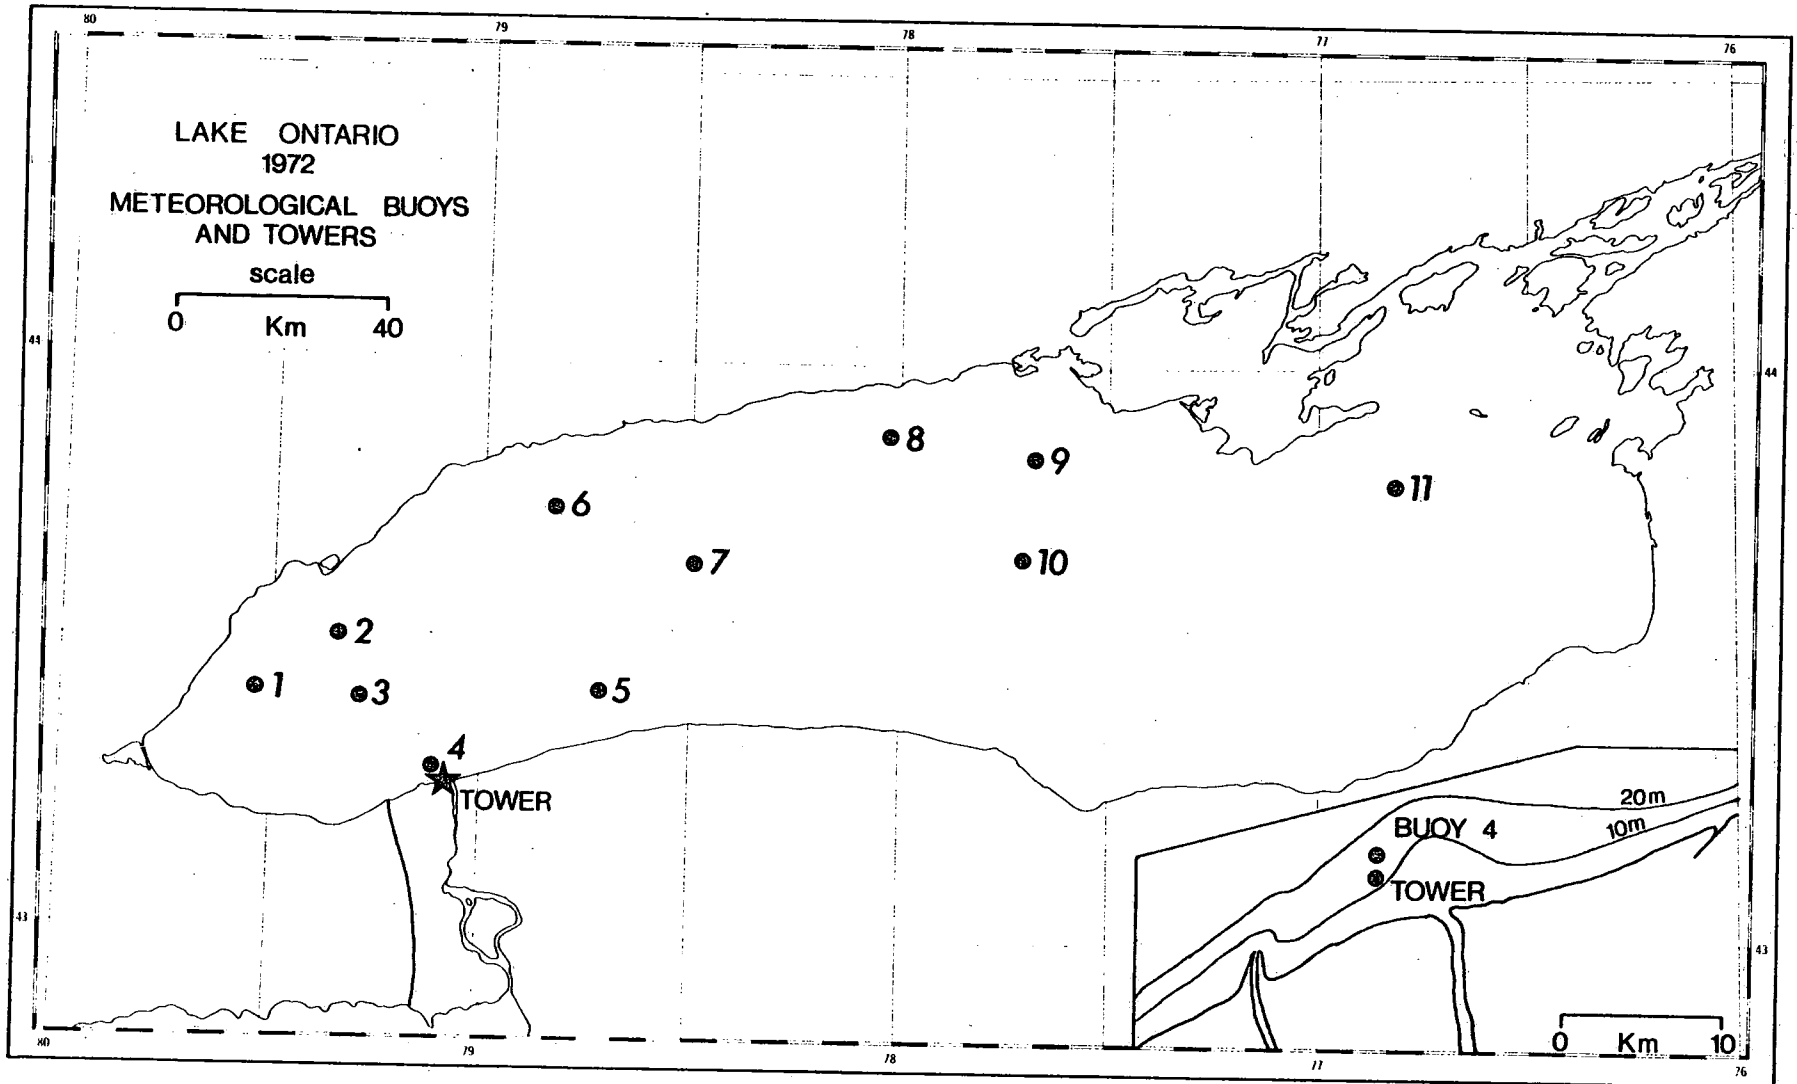 80 79 78 77 76
LAKE ONTARIO
1972
METEOROLOGICAL BUOYS
AND TOWERS
scale
0 Km 40
44 44
8
9
11
6
7
10
2
1
3
5
4
TOWER
20m
10m
BUOY 4
TOWER
43 43
0 Km 10
80 79 78 77 76